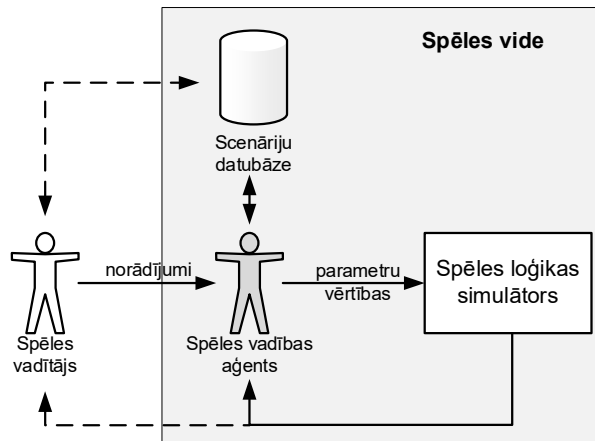 Spēles vide
Scenāriju
datubāze
norādījumi
parametru
vērtības
Spēles loģikas
simulātors
Spēles
vadītājs
Spēles vadības
aģents